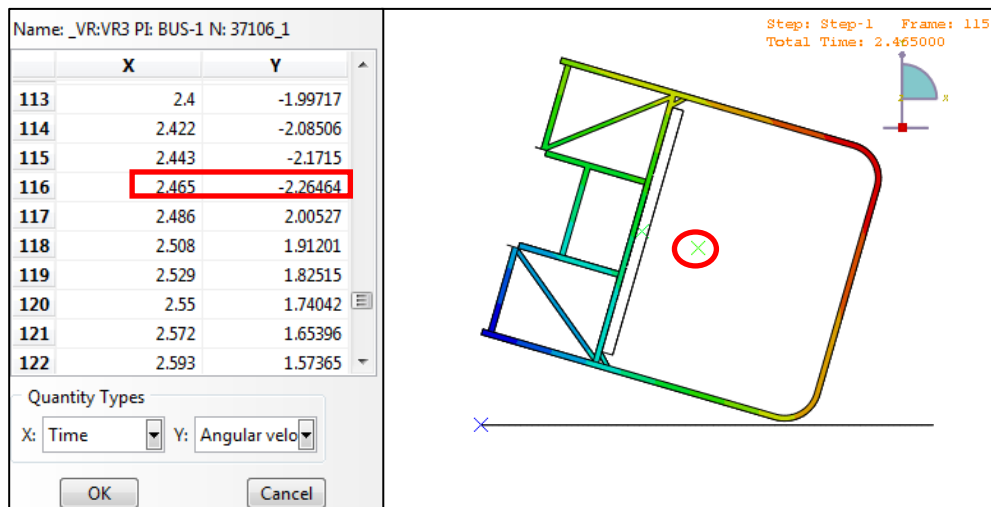 Name: _VR:VR3 PI: BUS-1 N: 37106_1
X Y
113 2.4 -1.99717
114 2.422 -2.08506
115 2.443 -2.1715
116 2.465 -2.26464
117 2.486 2.00527
118 2.508 1.91201
119 2.529 1.82515
120 2.55 1.74042
121 2.572 1.65396
122 2.593 1.57365
Quantity Types
X: Time Y: Angular velo
OK Cancel
Step: Step-1 Frame: 115
Total Time: 2.465000
x